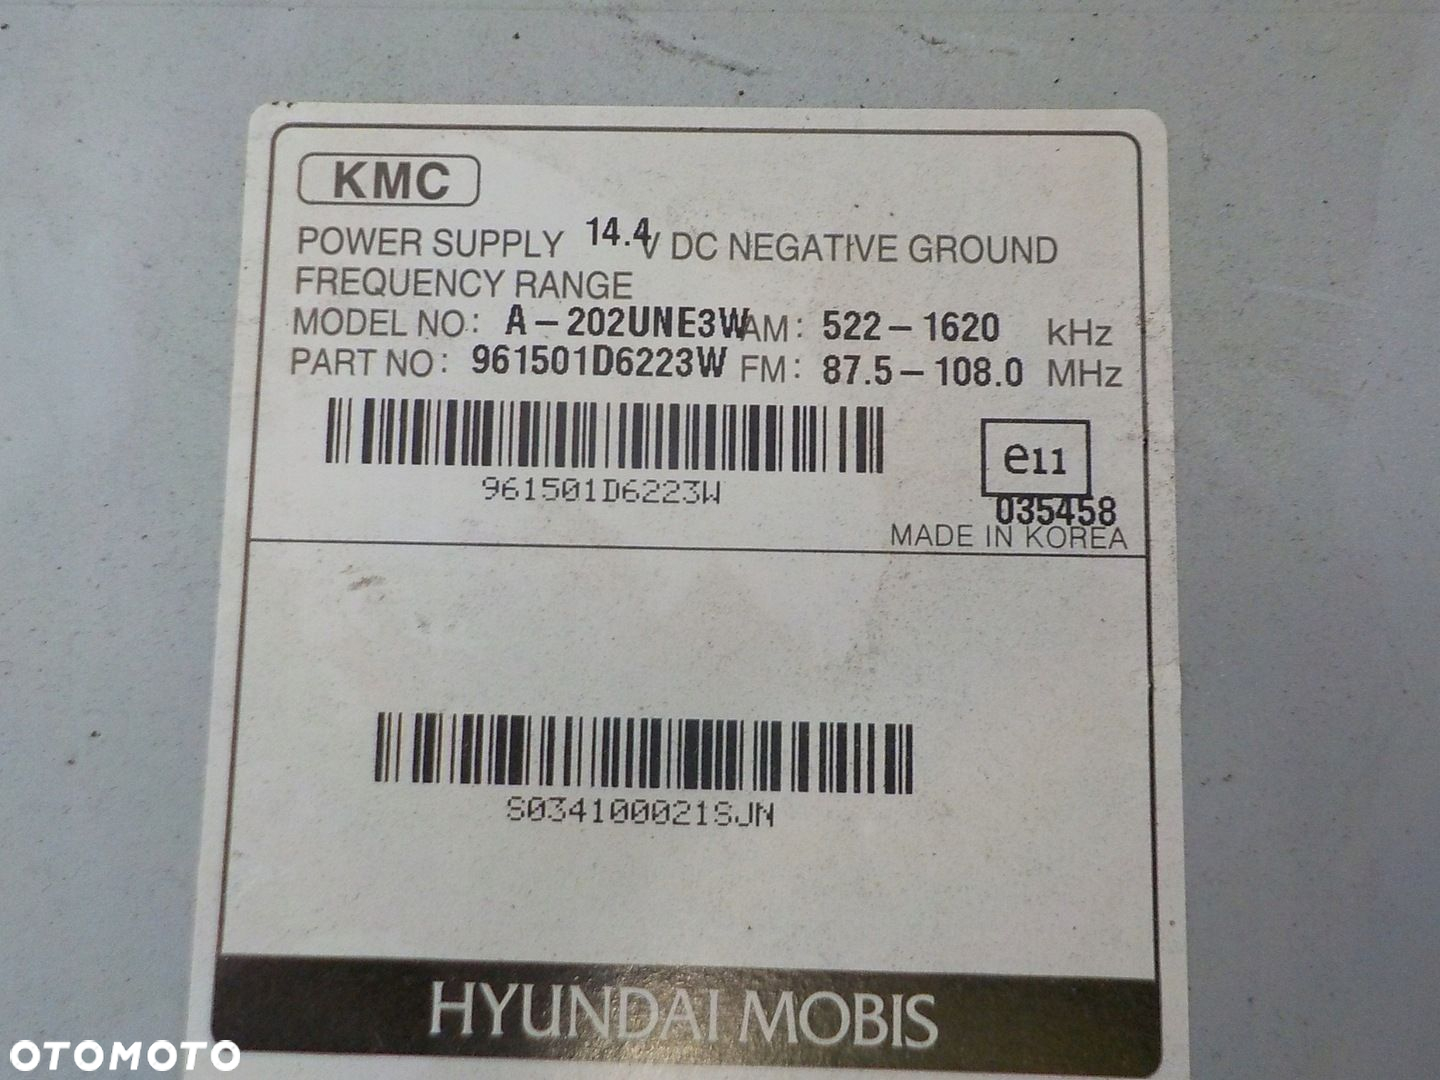 KMC
POWER SUPPLY 14.4V DC NEGATIVE GROUND
FREQUENCY RANGE
MODEL NO: A-202UNE3W AM: 522-1620 kHz
PART NO: 961501D6223W FM: 87.5-108.0 MHz
961501D6223W
e11
035458
MADE IN KOREA
S034100021SJN
HYUNDAI MOBIS
OTOMOTO